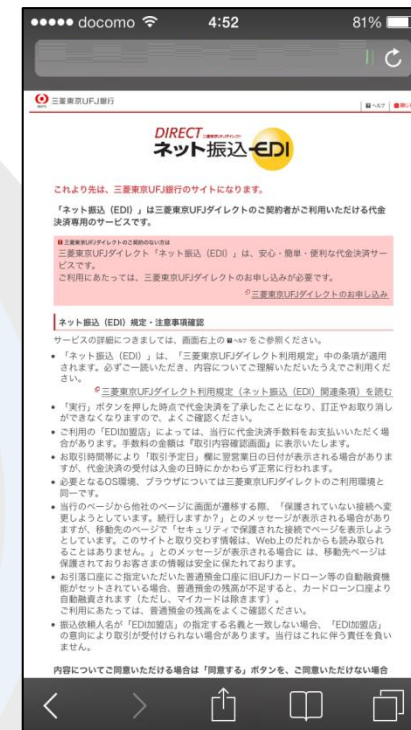 docomo 4:52 81%
三菱東京UFJ銀行
ヘルプ
DIRECT
ネット振込 EDI
これより先は、三菱東京UFJ銀行のサイトになります。
「ネット振込（EDI）」は三菱東京UFJダイレクトのご契約者がご利用いただける代金
決済専用のサービスです。
三菱東京UFJダイレクトのご契約のない方は
三菱東京UFJダイレクト「ネット振込（EDI）」は、安心・簡単・便利な代金決済サー
ビスです。
ご利用にあたっては、三菱東京UFJダイレクトのお申し込みが必要です。
三菱東京UFJダイレクトのお申し込み
ネット振込（EDI）規定・注意事項確認
サービスの詳細につきましては、画面右上の ヘルプ をご参照ください。
• 「ネット振込（EDI）」は、「三菱東京UFJダイレクト利用規定」中の条項が適用
されます。必ずご一読いただき、内容についてご理解いただいたうえでご利用くだ
さい。
三菱東京UFJダイレクト利用規定（ネット振込（EDI）関連条項）を読む
• 「実行」ボタンを押した時点で代金決済を了承したことになり、訂正やお取り消し
ができなくなりますので、よくご確認ください。
• ご利用の「EDI加盟店」によっては、当行に代金決済手数料をお支払いいただく場
合があります。手数料の金額は『取引内容確認画面』に表示いたします。
• お取引時間帯により「取引予定日」欄に翌営業日の日付が表示される場合がありま
すが、代金決済の受付は入金の日時にかかわらず正常に行われます。
• 必要となるOS環境、ブラウザについては三菱東京UFJダイレクトのご利用環境と
同一です。
• 当行のページから他社のページに画面が遷移する際、「保護されていない接続へ変
更しようとしています。続行しますか？」とのメッセージが表示される場合があり
ますが、移動先のページで「セキュリティで保護された接続でページを表示しよう
としています。このサイトと取り交わす情報は、Web上のだれからも読み取られ
ることはありません。」とのメッセージが表示される場合に は、移動先ページは
保護されておりお客さまの情報は安全に保たれております。
• お引落口座にご指定いただいた普通預金口座に旧UFJカードローン等の自動融資機
能がセットされている場合、普通預金の残高が不足すると、カードローン口座より
自動融資されます（ただし、マイカードは除きます）。
ご利用にあたっては、普通預金の残高をよくご確認ください。
• 振込依頼人名が「EDI加盟店」の指定する名義と一致しない場合、「EDI加盟店」
の意向により取引が受付けられない場合があります。当行はこれに伴う責任を負い
ません。
内容についてご同意いただける場合は「同意する」ボタンを、ご同意いただけない場合